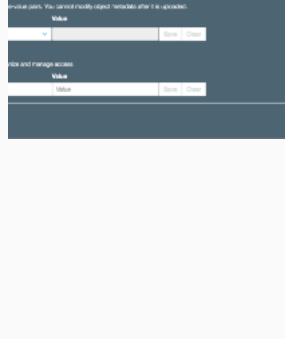 e-value pairs. You cannot modify object metadata after it is uploaded.
Value
Save Clear
nize and manage access
Value
Value Save Clear